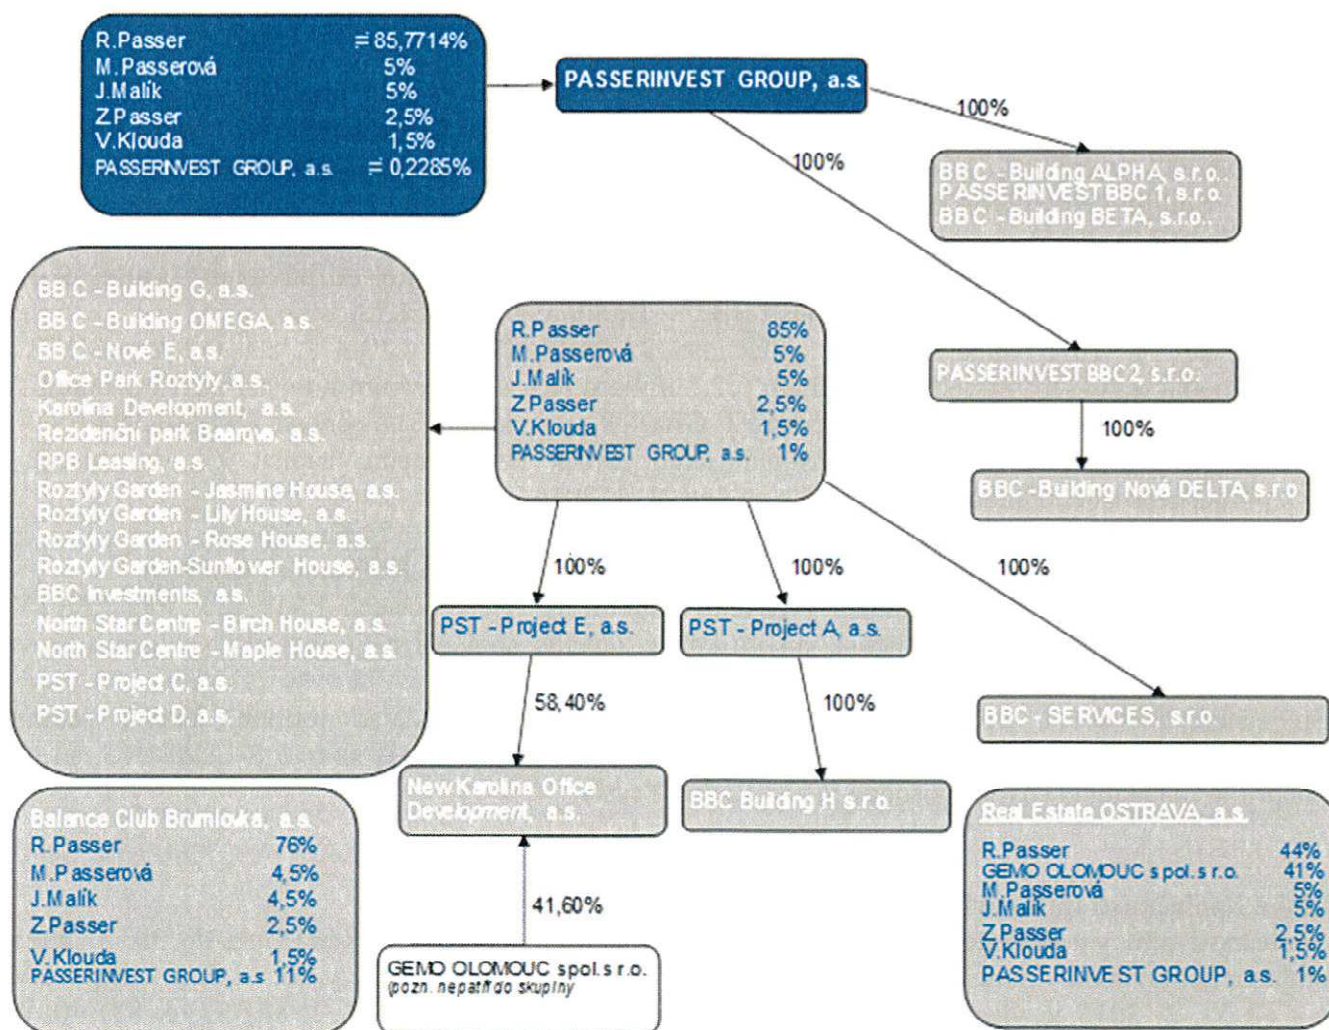 R.Passer ≐ 85,7714%
M.Passerová 5%
J.Malík 5%
Z.Passer 2,5%
V.Klouda 1,5%
PASSERINVEST GROUP, a.s. ≐ 0,2285%
PASSERINVEST GROUP, a.s.
100%
100%
BBC - Building ALPHA, s.r.o..
PASSERINVEST BBC 1, s.r.o.
BBC - Building BETA, s.r.o..
BBC - Building G, a.s.
BBC - Building OMEGA, a.s.
BBC - Nové E, a.s.
Office Park Roztyly, a.s.
Karolina Development, a.s.
Rezidenční park Baarova, a.s.
RPB Leasing, a.s.
Roztyly Garden - Jasmine House, a.s.
Roztyly Garden - Lily House, a.s.
Roztyly Garden - Rose House, a.s.
Roztyly Garden-Sunflower House, a.s.
BBC Investments, a.s.
North Star Centre - Birch House, a.s.
North Star Centre - Maple House, a.s.
PST - Project C, a.s.
PST - Project D, a.s.
R.Passer 85%
M.Passerová 5%
J.Malík 5%
Z.Passer 2,5%
V.Klouda 1,5%
PASSERINVEST GROUP, a.s. 1%
PASSERINVEST BBC2, s.r.o.
100%
BBC -Building Nová DELTA, s.r.o
100%
100%
100%
PST - Project E, a.s.
PST - Project A, a.s.
58,40%
100%
BBC - SERVICES, s.r.o.
New Karolina Office
Development, a.s.
BBC Building H s.r.o.
Balance Club Brumlovka, a.s.
R.Passer 76%
M.Passerová 4,5%
J.Malík 4,5%
Z.Passer 2,5%
V.Klouda 1,5%
PASSERINVEST GROUP, a.s 11%
41,60%
GEMO OLOMOUC spol.s r.o.
(pozn. nepatří do skupiny
Real Estate OSTRAVA, a.s.
R.Passer 44%
GEMO OLOMOUC spol.s r.o. 41%
M.Passerová 5%
J.Malík 5%
Z.Passer 2,5%
V.Klouda 1,5%
PASSERINVEST GROUP, a.s. 1%